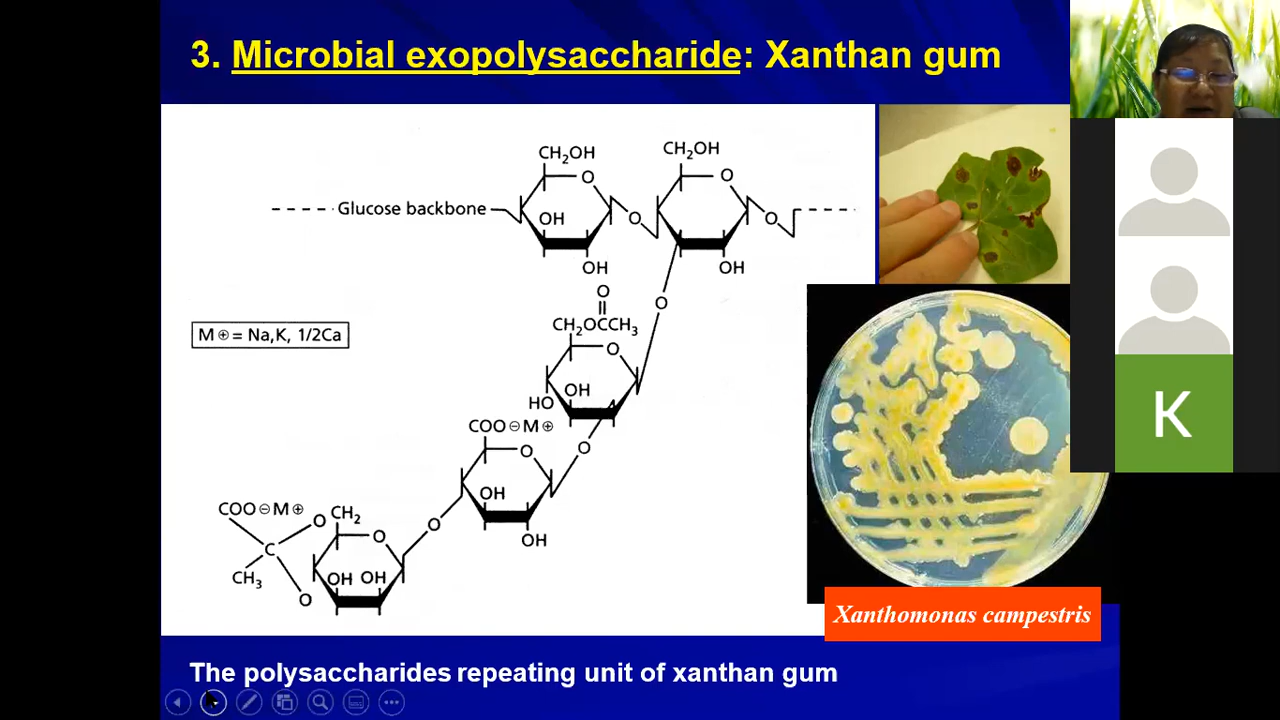 3. Microbial exopolysaccharide: Xanthan gum
CH2OH
CH2OH
O
O
Glucose backbone
OH
O
O
OH
OH
O
O
CH2OCCH3
O
M⊕= Na,K, 1/2Ca
OH
HO
COO⊖M⊕
O
O
OH
COO⊖M⊕
O
CH2
O
OH
O
C
CH3
OH
OH
O
K
Xanthomonas campestris
The polysaccharides repeating unit of xanthan gum